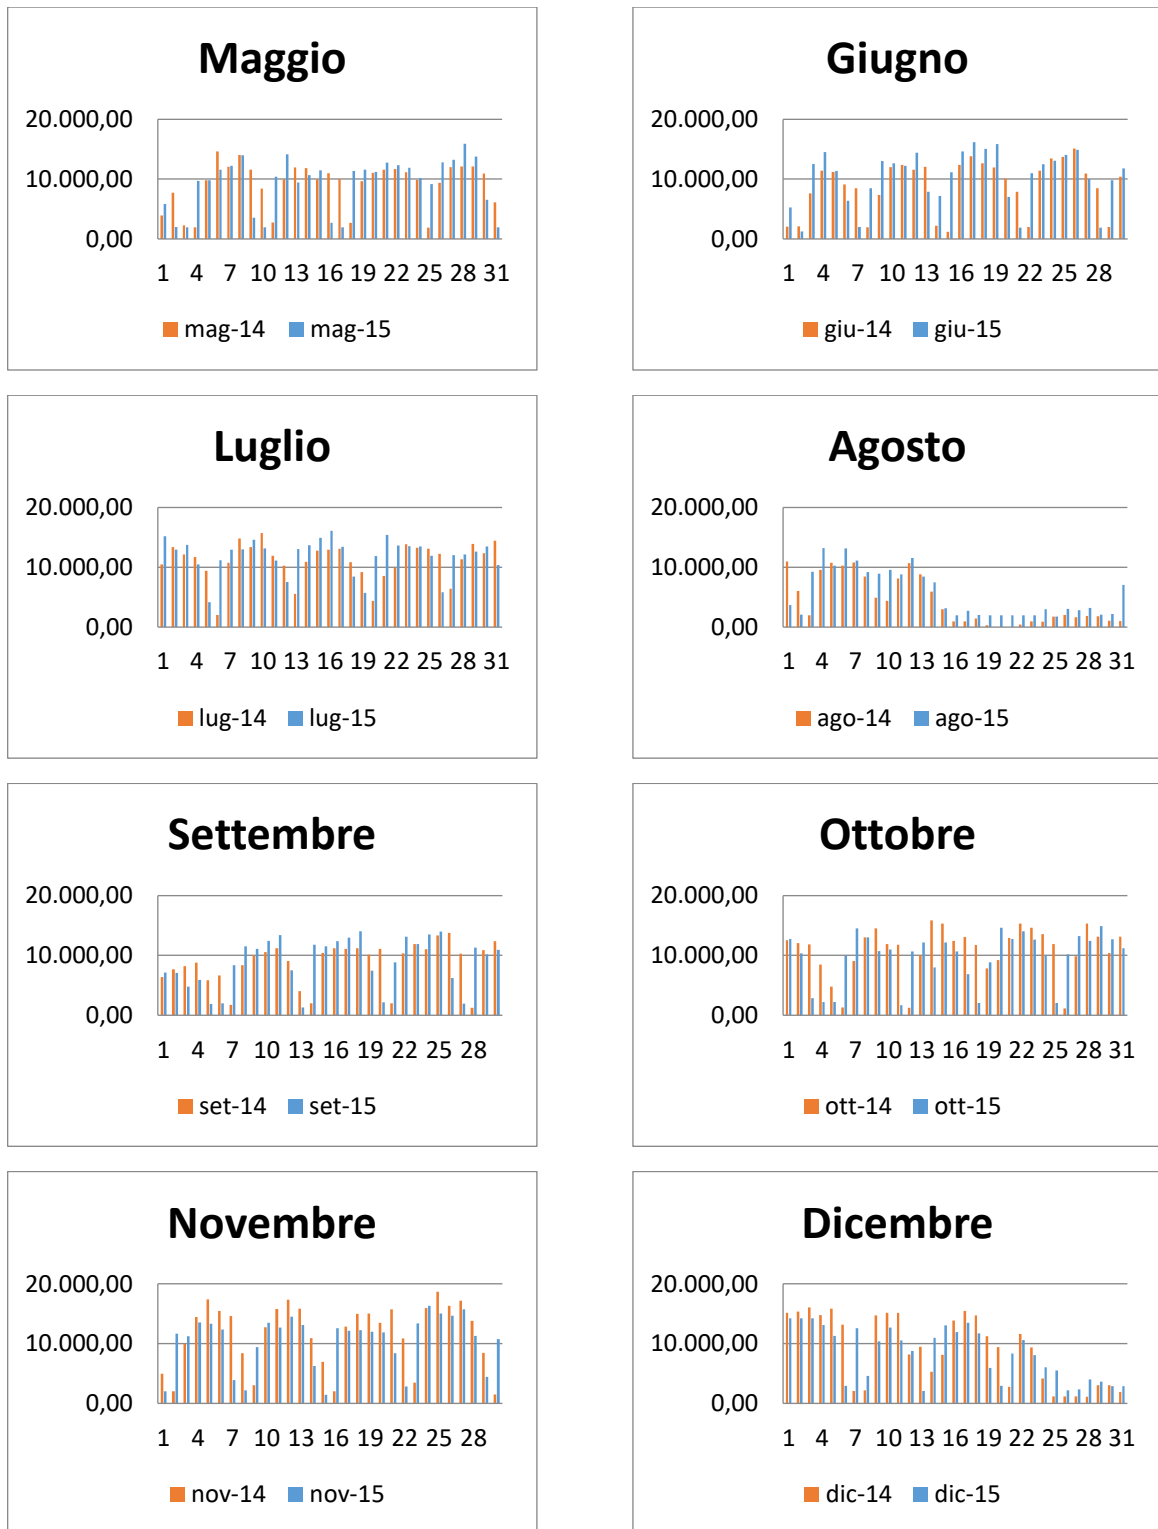 Maggio
20.000,00
10.000,00
0,00
1 4 7 10 13 16 19 22 25 28 31
mag-14 mag-15
Giugno
20.000,00
10.000,00
0,00
1 4 7 10 13 16 19 22 25 28
giu-14 giu-15
Luglio
20.000,00
10.000,00
0,00
1 4 7 10 13 16 19 22 25 28 31
lug-14 lug-15
Agosto
20.000,00
10.000,00
0,00
1 4 7 10 13 16 19 22 25 28 31
ago-14 ago-15
Settembre
20.000,00
10.000,00
0,00
1 4 7 10 13 16 19 22 25 28
set-14 set-15
Ottobre
20.000,00
10.000,00
0,00
1 4 7 10 13 16 19 22 25 28 31
ott-14 ott-15
Novembre
20.000,00
10.000,00
0,00
1 4 7 10 13 16 19 22 25 28
nov-14 nov-15
Dicembre
20.000,00
10.000,00
0,00
1 4 7 10 13 16 19 22 25 28 31
dic-14 dic-15